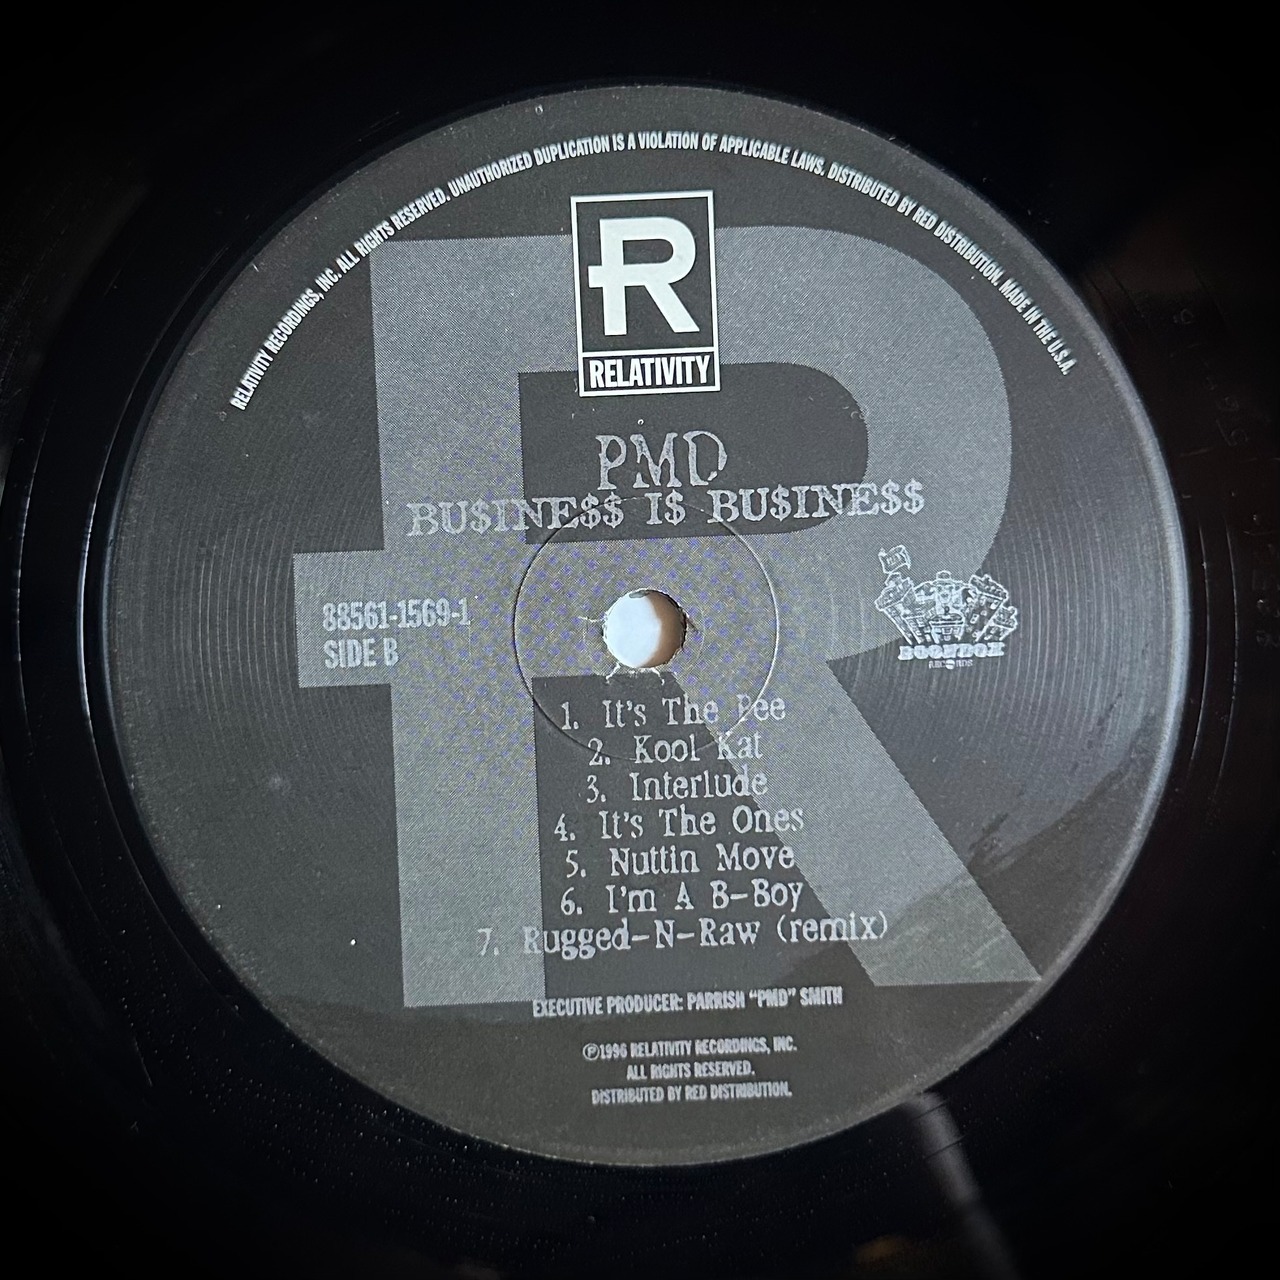 RELATIVITY RECORDINGS, INC. ALL RIGHTS RESERVED. UNAUTHORIZED DUPLICATION IS A VIOLATION OF APPLICABLE LAWS. DISTRIBUTED BY RED DISTRIBUTION. MADE IN THE U.S.A.
R
RELATIVITY
PMD
BU$INE$$ I$ BU$INE$$
88561-1569-1
SIDE B
BOONDOX
RECORDS
1. It's The Pee
2. Kool Kat
3. Interlude
4. It's The Ones
5. Nuttin Move
6. I'm A B-Boy
7. Rugged-N-Raw (remix)
EXECUTIVE PRODUCER: PARRISH "PMD" SMITH
Ⓟ1996 RELATIVITY RECORDINGS, INC.
ALL RIGHTS RESERVED.
DISTRIBUTED BY RED DISTRIBUTION.